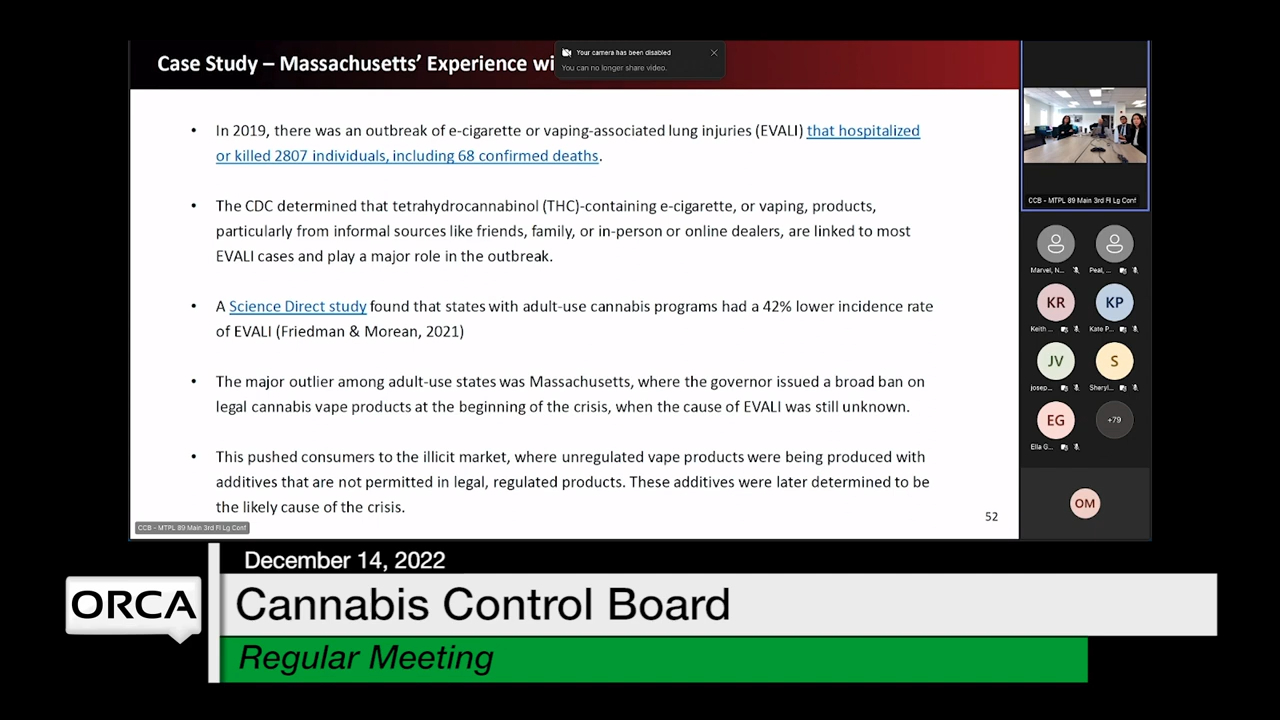 Case Study – Massachusetts’ Experience wi
Your camera has been disabled
You can no longer share video.
• In 2019, there was an outbreak of e-cigarette or vaping-associated lung injuries (EVALI) that hospitalized
or killed 2807 individuals, including 68 confirmed deaths.
• The CDC determined that tetrahydrocannabinol (THC)-containing e-cigarette, or vaping, products,
particularly from informal sources like friends, family, or in-person or online dealers, are linked to most
EVALI cases and play a major role in the outbreak.
• A Science Direct study found that states with adult-use cannabis programs had a 42% lower incidence rate
of EVALI (Friedman & Morean, 2021)
• The major outlier among adult-use states was Massachusetts, where the governor issued a broad ban on
legal cannabis vape products at the beginning of the crisis, when the cause of EVALI was still unknown.
• This pushed consumers to the illicit market, where unregulated vape products were being produced with
additives that are not permitted in legal, regulated products. These additives were later determined to be
the likely cause of the crisis.
52
CCB - MTPL 89 Main 3rd Fl Lg Conf
CCB - MTPL 89 Main 3rd Fl Lg Conf
Marvel, N...
Peal, ...
KR
KP
Keith ...
Kate P...
JV
S
josep...
Sheryl...
EG
+79
Ella G...
OM
December 14, 2022
ORCA
Cannabis Control Board
Regular Meeting